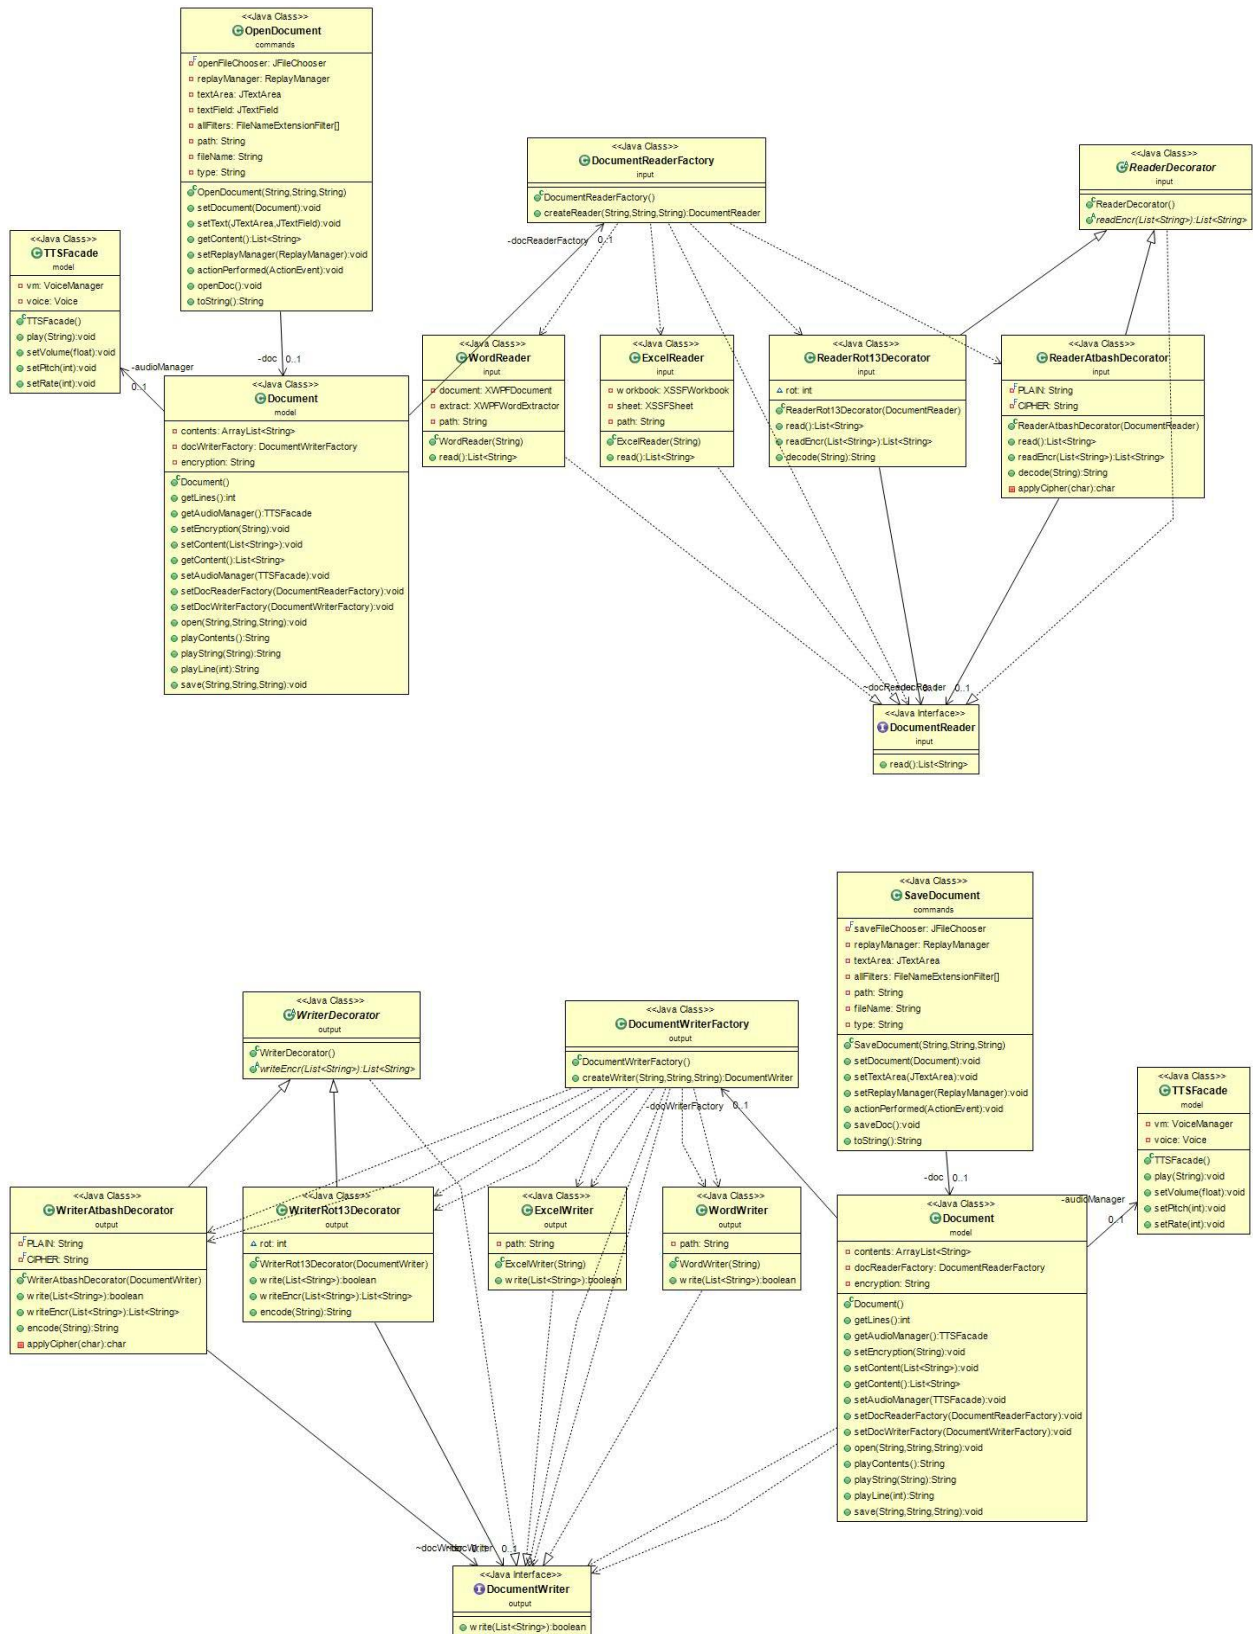 <<Java Class>>
OpenDocument
commands
openFileChooser: JFileChooser
replayManager: ReplayManager
textArea: JTextArea
textField: JTextField
allFilters: FileNameExtensionFilter[]
path: String
fileName: String
type: String
OpenDocument(String,String,String)
setDocument(Document):void
setText(JTextArea,JTextField):void
getContent():List<String>
setReplayManager(ReplayManager):void
actionPerformed(ActionEvent):void
openDoc():void
toString():String
<<Java Class>>
DocumentReaderFactory
input
DocumentReaderFactory()
createReader(String,String,String):DocumentReader
<<Java Class>>
ReaderDecorator
input
ReaderDecorator()
readEncr(List<String>):List<String>
<<Java Class>>
TTSFacade
model
vm: VoiceManager
voice: Voice
TTSFacade()
play(String):void
setVolume(float):void
setPitch(int):void
setRate(int):void
-docReaderFactory 0..1
-doc 0..1
-audioManager
0..1
<<Java Class>>
WordReader
input
document: XWPFDocument
extract: XWPFWordExtractor
path: String
WordReader(String)
read():List<String>
<<Java Class>>
ExcelReader
input
workbook: XSSFWorkbook
sheet: XSSFSheet
path: String
ExcelReader(String)
read():List<String>
<<Java Class>>
ReaderRot13Decorator
input
rot: int
ReaderRot13Decorator(DocumentReader)
read():List<String>
readEncr(List<String>):List<String>
decode(String):String
<<Java Class>>
ReaderAtbashDecorator
input
PLAIN: String
CIPHER: String
ReaderAtbashDecorator(DocumentReader)
read():List<String>
readEncr(List<String>):List<String>
decode(String):String
applyCipher(char):char
<<Java Class>>
Document
model
contents: ArrayList<String>
docWriterFactory: DocumentWriterFactory
encryption: String
Document()
getLines():int
getAudioManager():TTSFacade
setEncryption(String):void
setContent(List<String>):void
getContent():List<String>
setAudioManager(TTSFacade):void
setDocReaderFactory(DocumentReaderFactory):void
setDocWriterFactory(DocumentWriterFactory):void
open(String,String,String):void
playContents():String
playString(String):String
playLine(int):String
save(String,String,String):void
0..1
<<Java Interface>>
DocumentReader
input
read():List<String>
<<Java Class>>
SaveDocument
commands
saveFileChooser: JFileChooser
replayManager: ReplayManager
textArea: JTextArea
allFilters: FileNameExtensionFilter[]
path: String
fileName: String
type: String
SaveDocument(String,String,String)
setDocument(Document):void
setTextArea(JTextArea):void
setReplayManager(ReplayManager):void
actionPerformed(ActionEvent):void
saveDoc():void
toString():String
<<Java Class>>
WriterDecorator
output
WriterDecorator()
writeEncr(List<String>):List<String>
<<Java Class>>
DocumentWriterFactory
output
DocumentWriterFactory()
createWriter(String,String,String):DocumentWriter
<<Java Class>>
TTSFacade
model
vm: VoiceManager
voice: Voice
TTSFacade()
play(String):void
setVolume(float):void
setPitch(int):void
setRate(int):void
-docWriterFactory 0..1
-doc 0..1
-audioManager
0..1
<<Java Class>>
WriterAtbashDecorator
output
PLAIN: String
CIPHER: String
WriterAtbashDecorator(DocumentWriter)
write(List<String>):boolean
writeEncr(List<String>):List<String>
encode(String):String
applyCipher(char):char
<<Java Class>>
WriterRot13Decorator
output
rot: int
WriterRot13Decorator(DocumentWriter)
write(List<String>):boolean
writeEncr(List<String>):List<String>
encode(String):String
<<Java Class>>
ExcelWriter
output
path: String
ExcelWriter(String)
write(List<String>):boolean
<<Java Class>>
WordWriter
output
path: String
WordWriter(String)
write(List<String>):boolean
<<Java Class>>
Document
model
contents: ArrayList<String>
docReaderFactory: DocumentReaderFactory
encryption: String
Document()
getLines():int
getAudioManager():TTSFacade
setEncryption(String):void
setContent(List<String>):void
getContent():List<String>
setAudioManager(TTSFacade):void
setDocReaderFactory(DocumentReaderFactory):void
setDocWriterFactory(DocumentWriterFactory):void
open(String,String,String):void
playContents():String
playString(String):String
playLine(int):String
save(String,String,String):void
0..1
<<Java Interface>>
DocumentWriter
output
write(List<String>):boolean